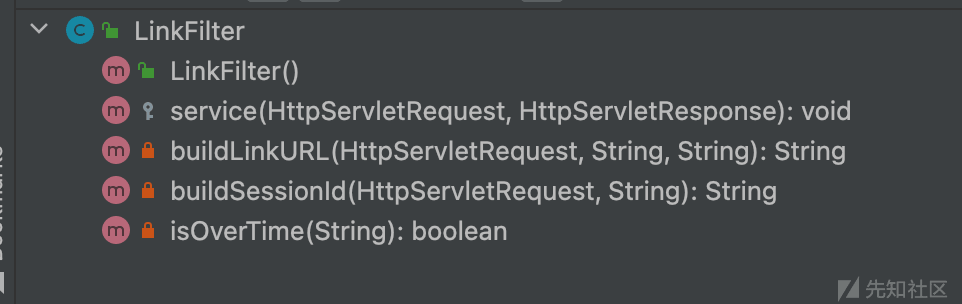 LinkFilter
LinkFilter()
service(HttpServletRequest, HttpServletResponse): void
buildLinkURL(HttpServletRequest, String, String): String
buildSessionId(HttpServletRequest, String): String
isOverTime(String): boolean
先知社区